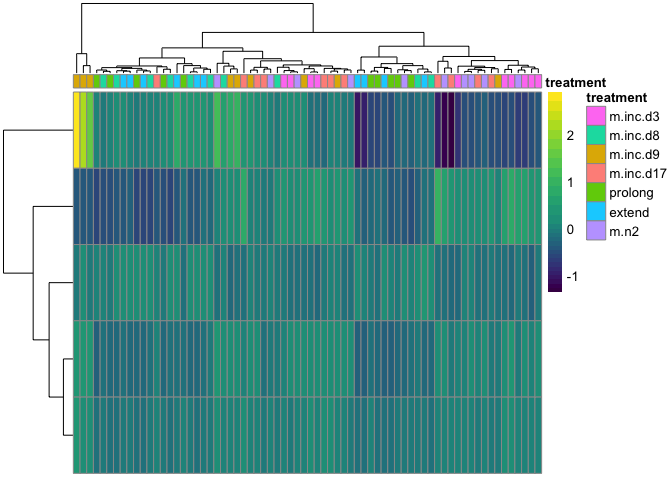 treatment
treatment
m.inc.d3
m.inc.d8
m.inc.d9
m.inc.d17
prolong
extend
m.n2
2
1
0
-1